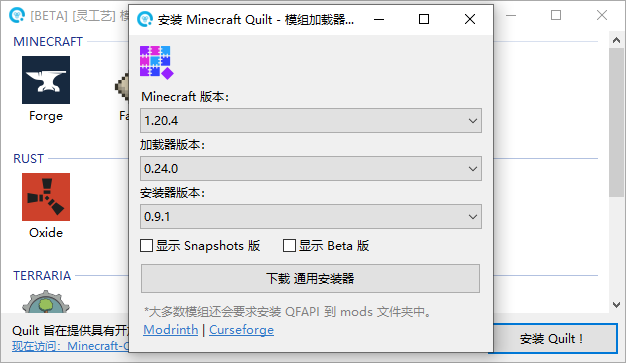 [BETA] [灵工艺] 模
MINECRAFT
Forge
Fa
RUST
Oxide
TERRARIA
Quilt 旨在提供具有开放
现在访问：Minecraft-Q
安装 Quilt！
安装 Minecraft Quilt - 模组加载器...
Minecraft 版本：
1.20.4
加载器版本：
0.24.0
安装器版本：
0.9.1
显示 Snapshots 版 显示 Beta 版
下载 通用安装器
*大多数模组还会要求安装 QFAPI 到 mods 文件夹中。
Modrinth | Curseforge